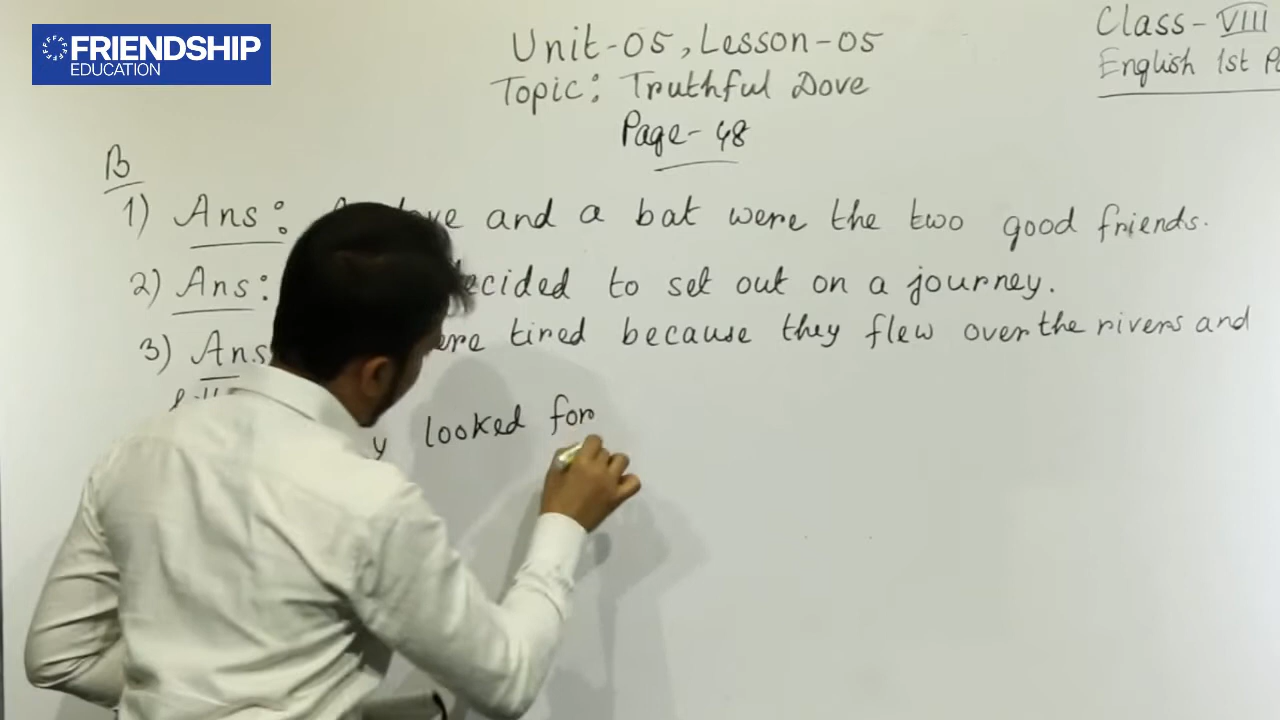 FRIENDSHIP
EDUCATION
Unit-05, Lesson-05
Topic: Truthful Dove
Page-48
Class-VIII
English 1st
B
1) Ans: and a bat were the two good friends.
2) Ans: decided to set out on a journey.
3) Ans tired because they flew over the rivers and
looked for